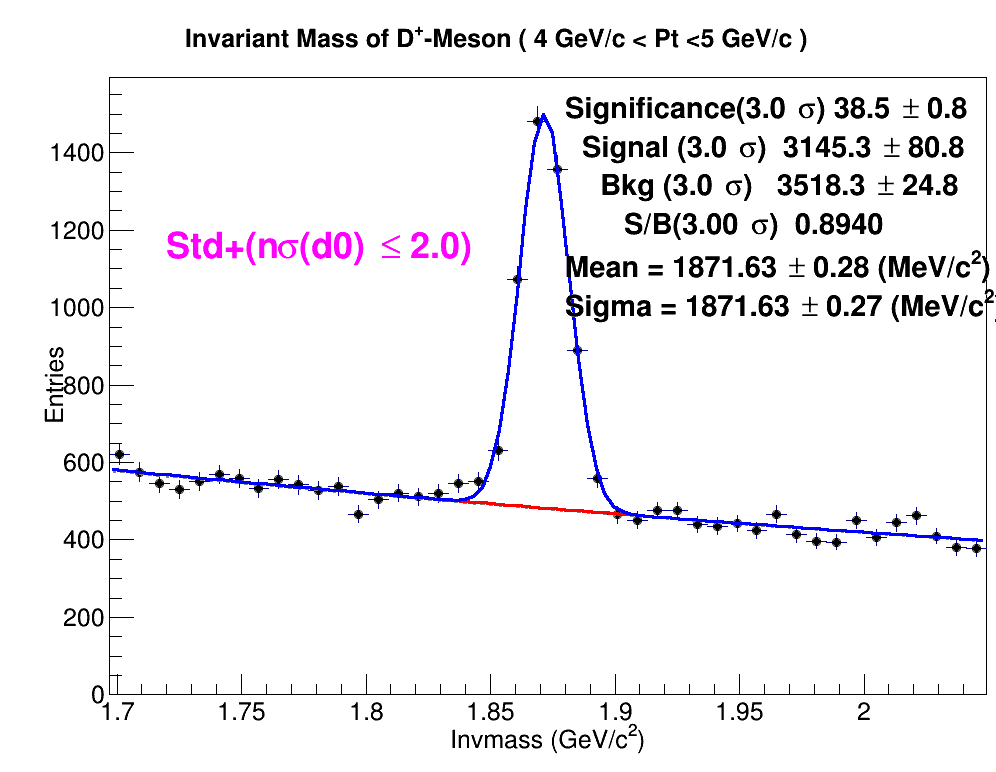 Invariant Mass of D⁺-Meson ( 4 GeV/c < Pt <5 GeV/c )
Significance(3.0 σ) 38.5 ± 0.8
Signal (3.0 σ) 3145.3 ± 80.8
Bkg (3.0 σ) 3518.3 ± 24.8
S/B(3.00 σ) 0.8940
Mean = 1871.63 ± 0.28 (MeV/c²)
Sigma = 1871.63 ± 0.27 (MeV/c²)
Std+(nσ(d0) ≤ 2.0)
Entries
1400
1200
1000
800
600
400
200
0
1.7 1.75 1.8 1.85 1.9 1.95 2
Invmass (GeV/c²)